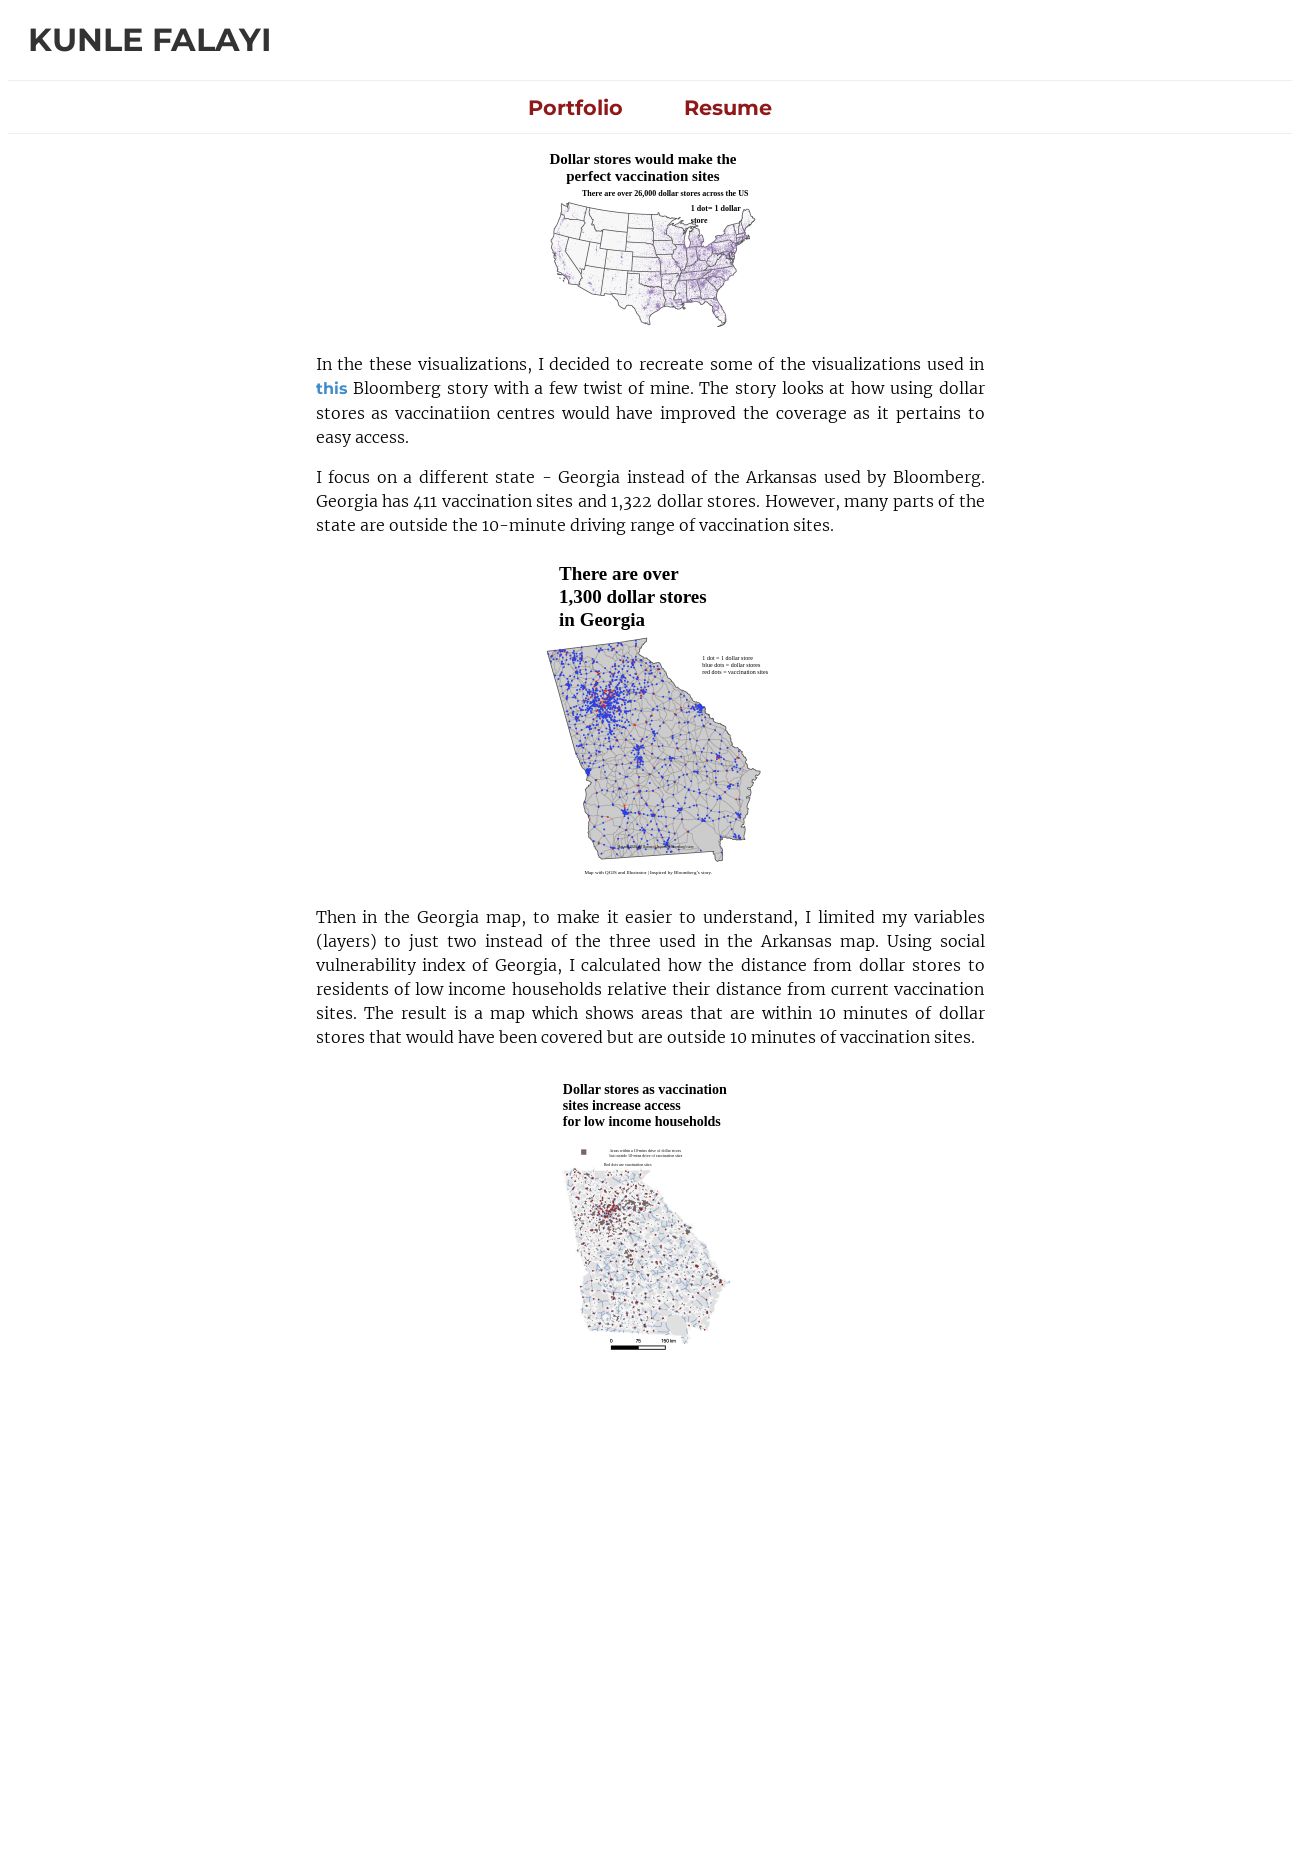 KUNLE FALAYI
Portfolio
Resume
Dollar stores would make the
perfect vaccination sites
There are over 26,000 dollar stores across the US
1 dot= 1 dollar
store
In the these visualizations, I decided to recreate some of the visualizations used in
this Bloomberg story with a few twist of mine. The story looks at how using dollar
stores as vaccinatiion centres would have improved the coverage as it pertains to
easy access.
I focus on a different state - Georgia instead of the Arkansas used by Bloomberg.
Georgia has 411 vaccination sites and 1,322 dollar stores. However, many parts of the
state are outside the 10-minute driving range of vaccination sites.
There are over
1,300 dollar stores
in Georgia
1 dot = 1 dollar store
blue dots = dollar stores
red dots = vaccination sites
Map with QGIS and Illustrator | Inspired by Bloomberg's story.
Then in the Georgia map, to make it easier to understand, I limited my variables
(layers) to just two instead of the three used in the Arkansas map. Using social
vulnerability index of Georgia, I calculated how the distance from dollar stores to
residents of low income households relative their distance from current vaccination
sites. The result is a map which shows areas that are within 10 minutes of dollar
stores that would have been covered but are outside 10 minutes of vaccination sites.
Dollar stores as vaccination
sites increase access
for low income households
Areas within a 10-mins drive of dollar stores
but outside 10-mins drive of vaccination sites
Red dots are vaccination sites
0 75 150 km